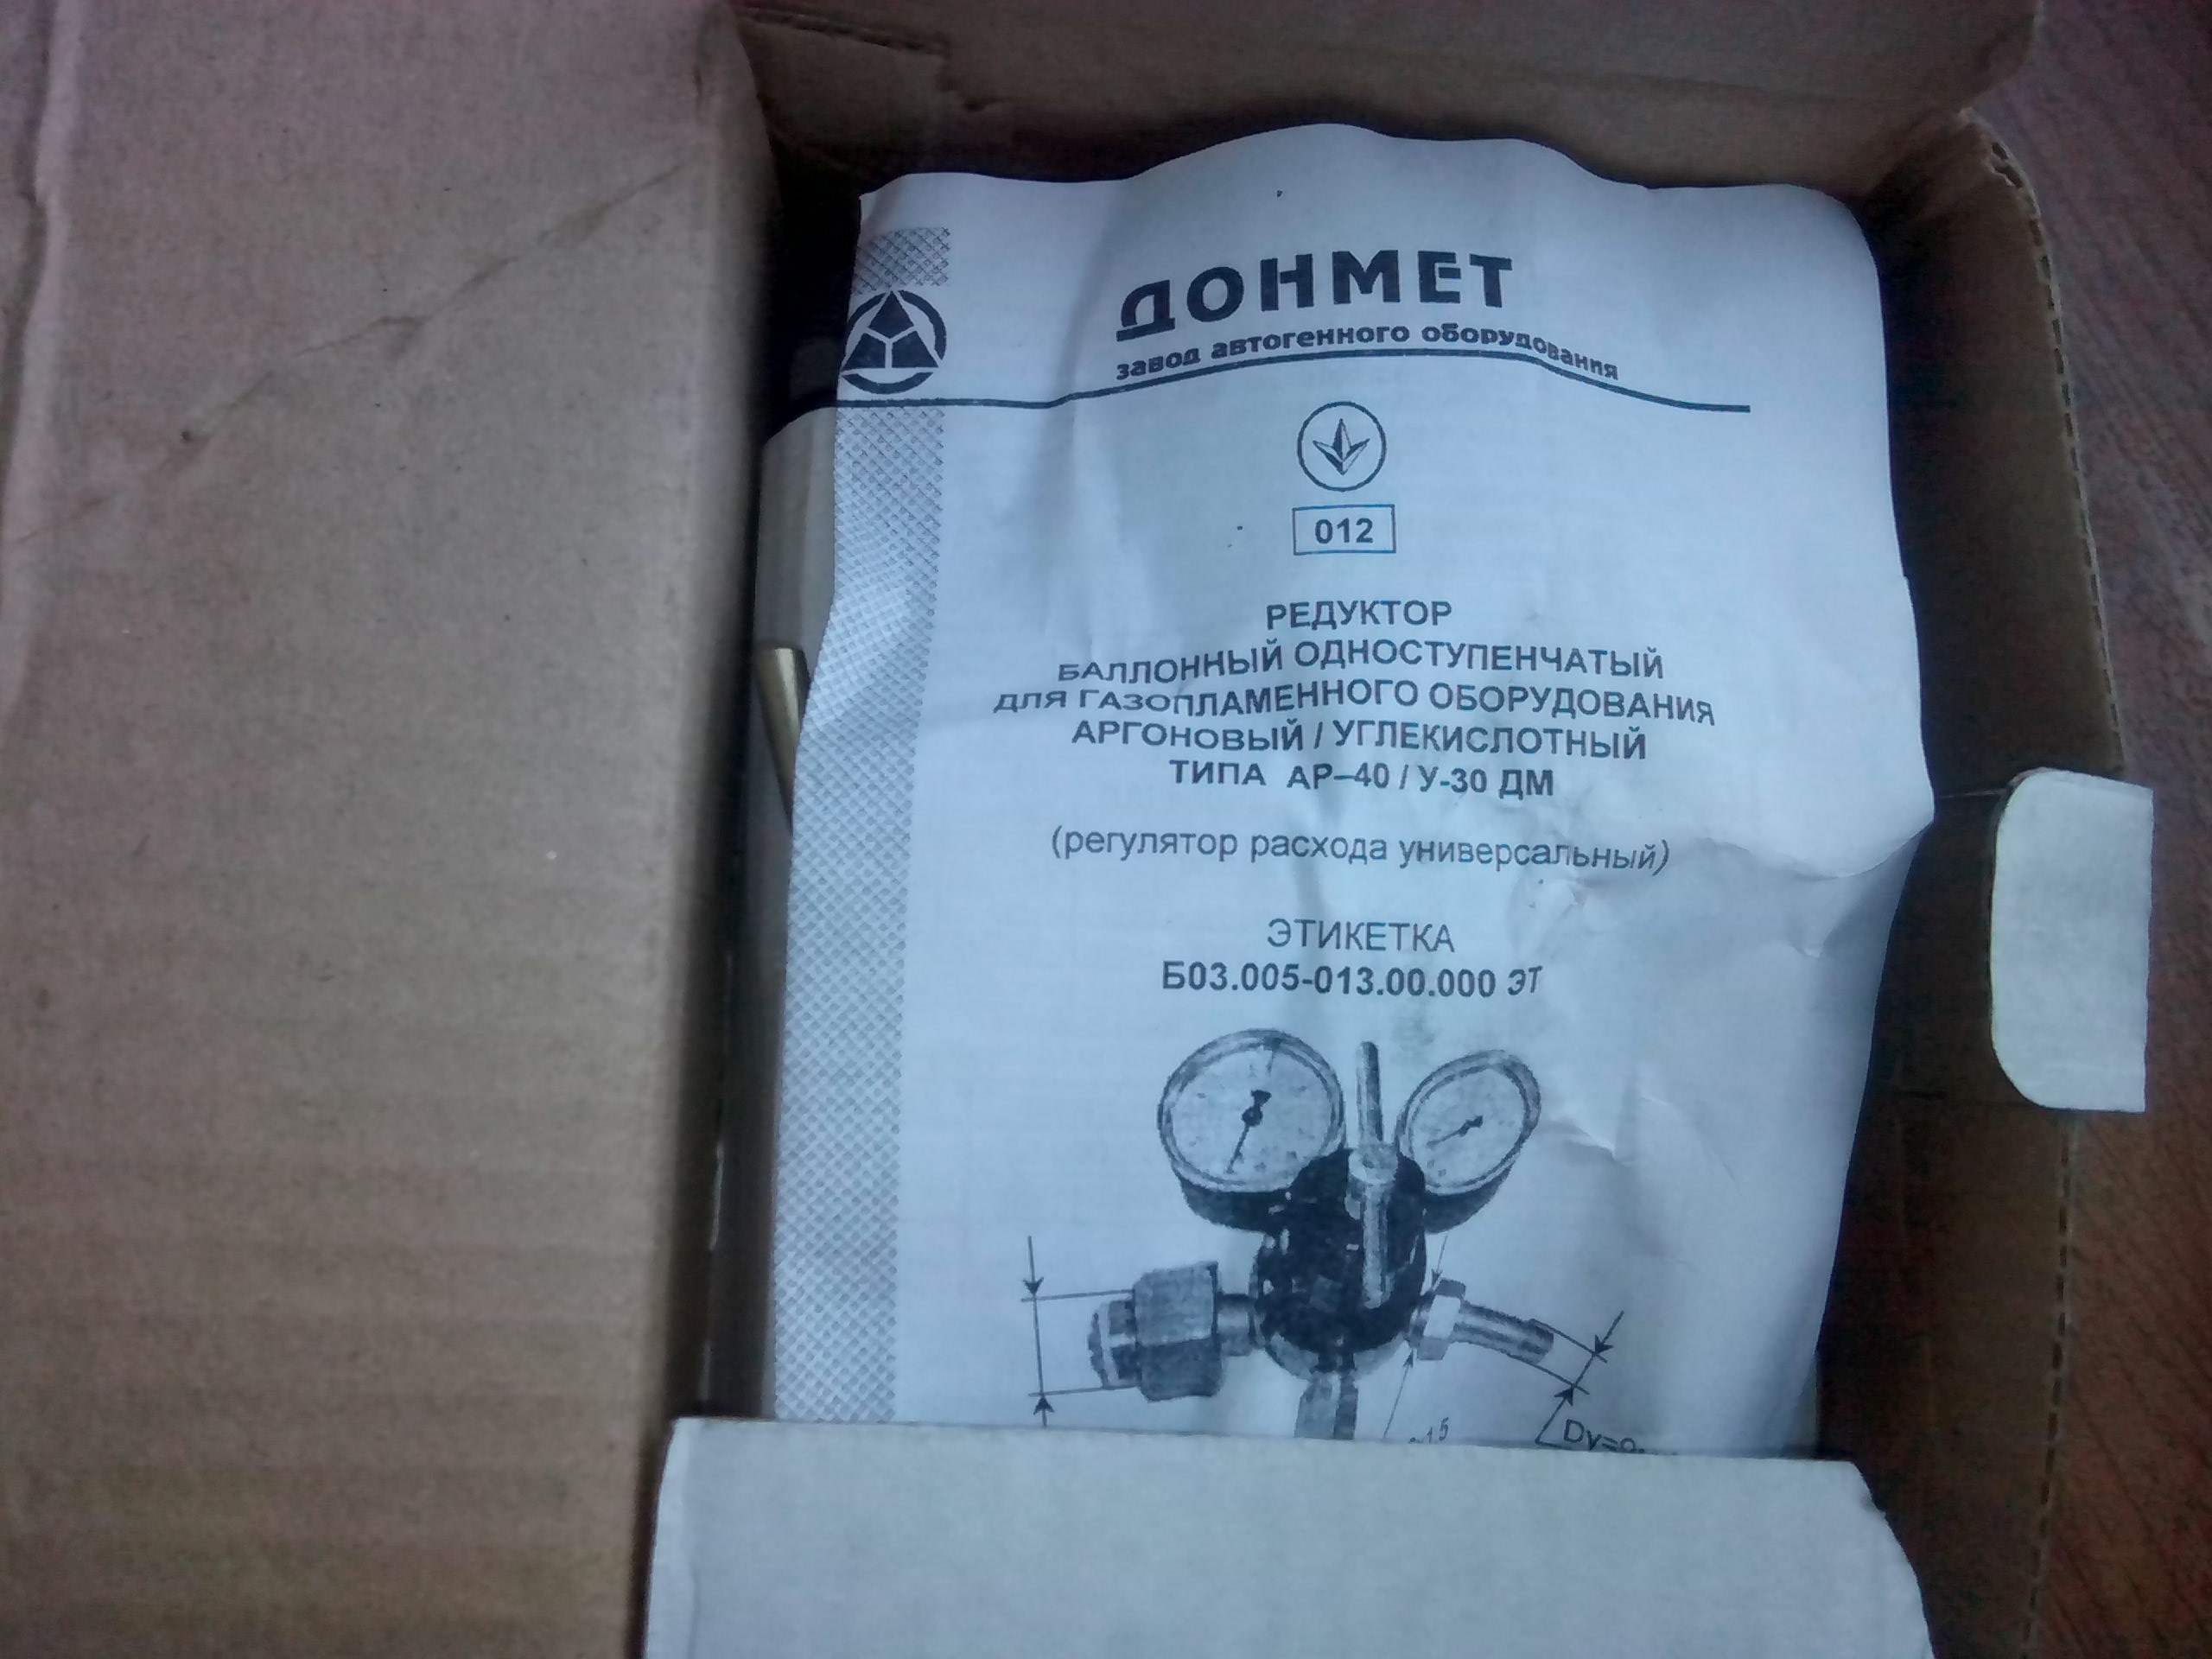 ДОНМЕТ
завод автогенного оборудования
012
РЕДУКТОР
БАЛЛОННЫЙ ОДНОСТУПЕНЧАТЫЙ
ДЛЯ ГАЗОПЛАМЕННОГО ОБОРУДОВАНИЯ
АРГОНОВЫЙ / УГЛЕКИСЛОТНЫЙ
ТИПА АР–40 / У-30 ДМ
(регулятор расхода универсальный)
ЭТИКЕТКА
Б03.005-013.00.000 ЭТ